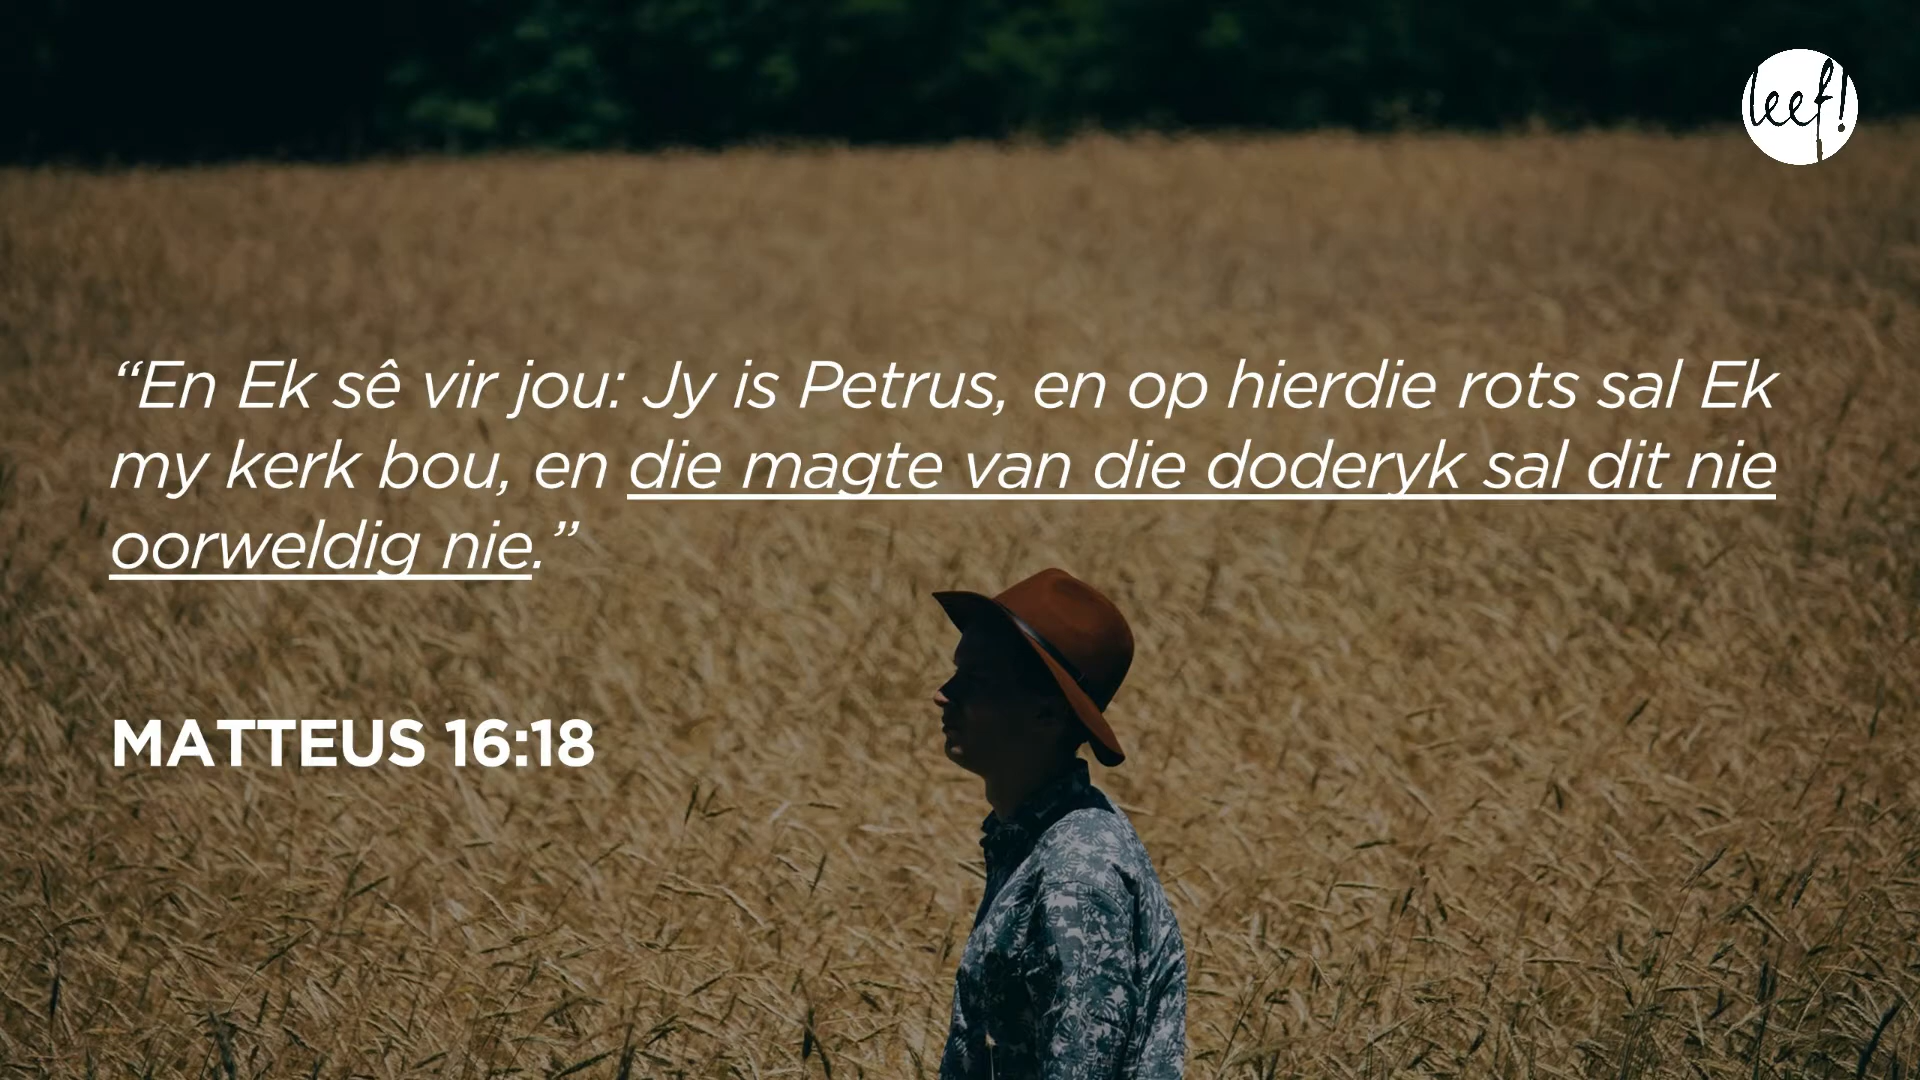 leef!
“En Ek sê vir jou: Jy is Petrus, en op hierdie rots sal Ek
my kerk bou, en die magte van die doderyk sal dit nie
oorweldig nie.”
MATTEUS 16:18